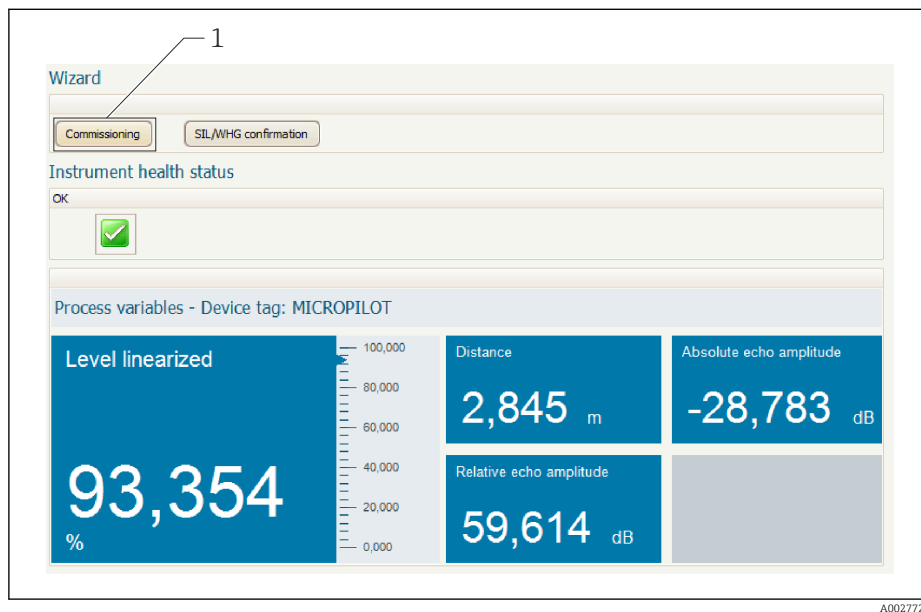 1
Wizard
Commissioning
SIL/WHG confirmation
Instrument health status
OK
Process variables - Device tag: MICROPILOT
Level linearized
93,354
%
100,000
80,000
60,000
40,000
20,000
0,000
Distance
2,845 m
Absolute echo amplitude
-28,783 dB
Relative echo amplitude
59,614 dB